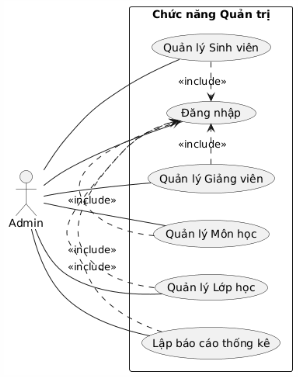 Chức năng Quản trị
Quản lý Sinh viên
«include»
Đăng nhập
«include»
Quản lý Giảng viên
Admin
«include»
Quản lý Môn học
«include»
«include»
Quản lý Lớp học
Lập báo cáo thống kê